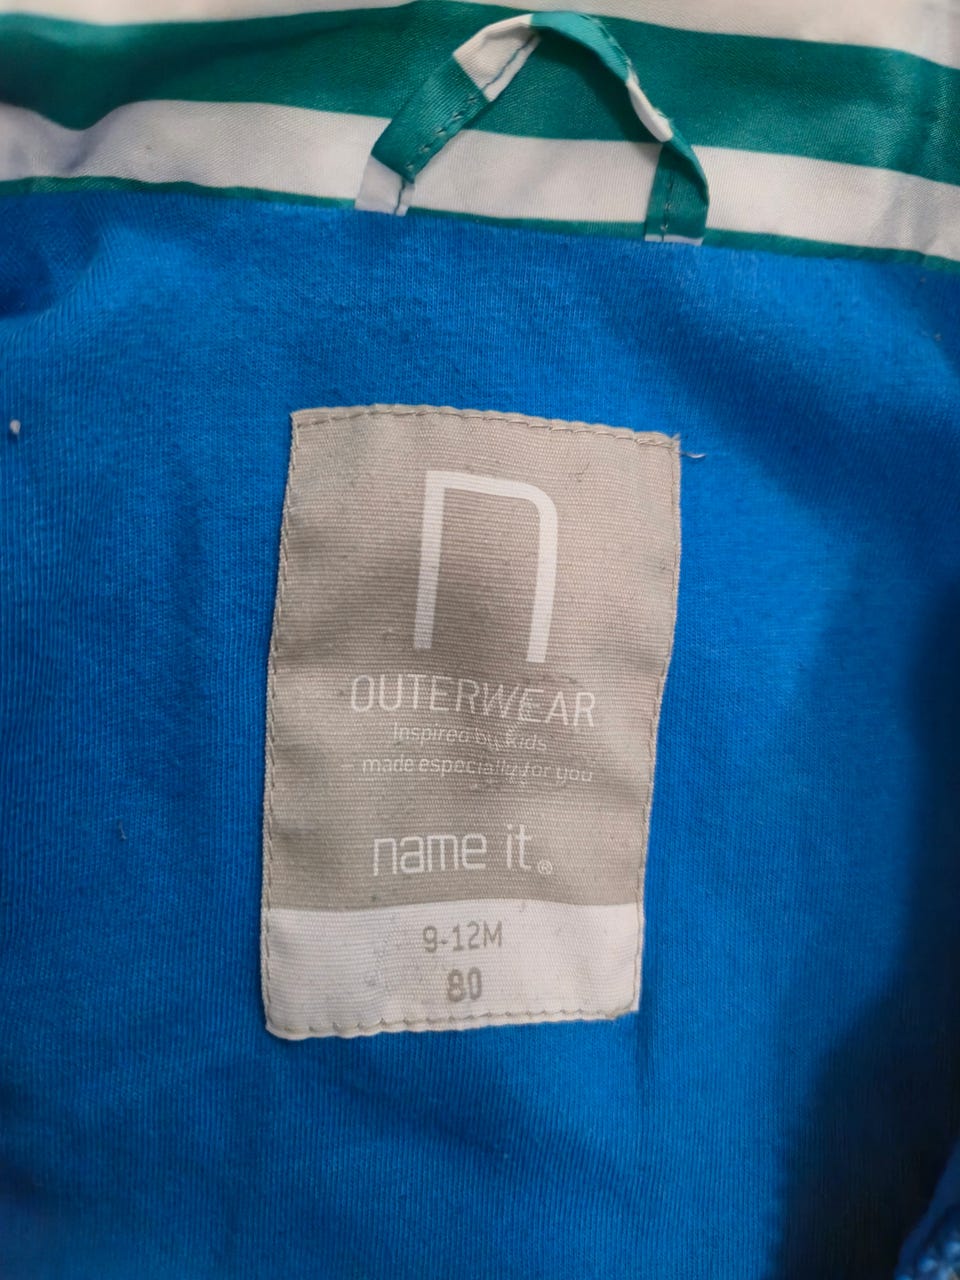 n
OUTERWEAR
Inspired by kids
– made especially for you
name it®
9-12M
80